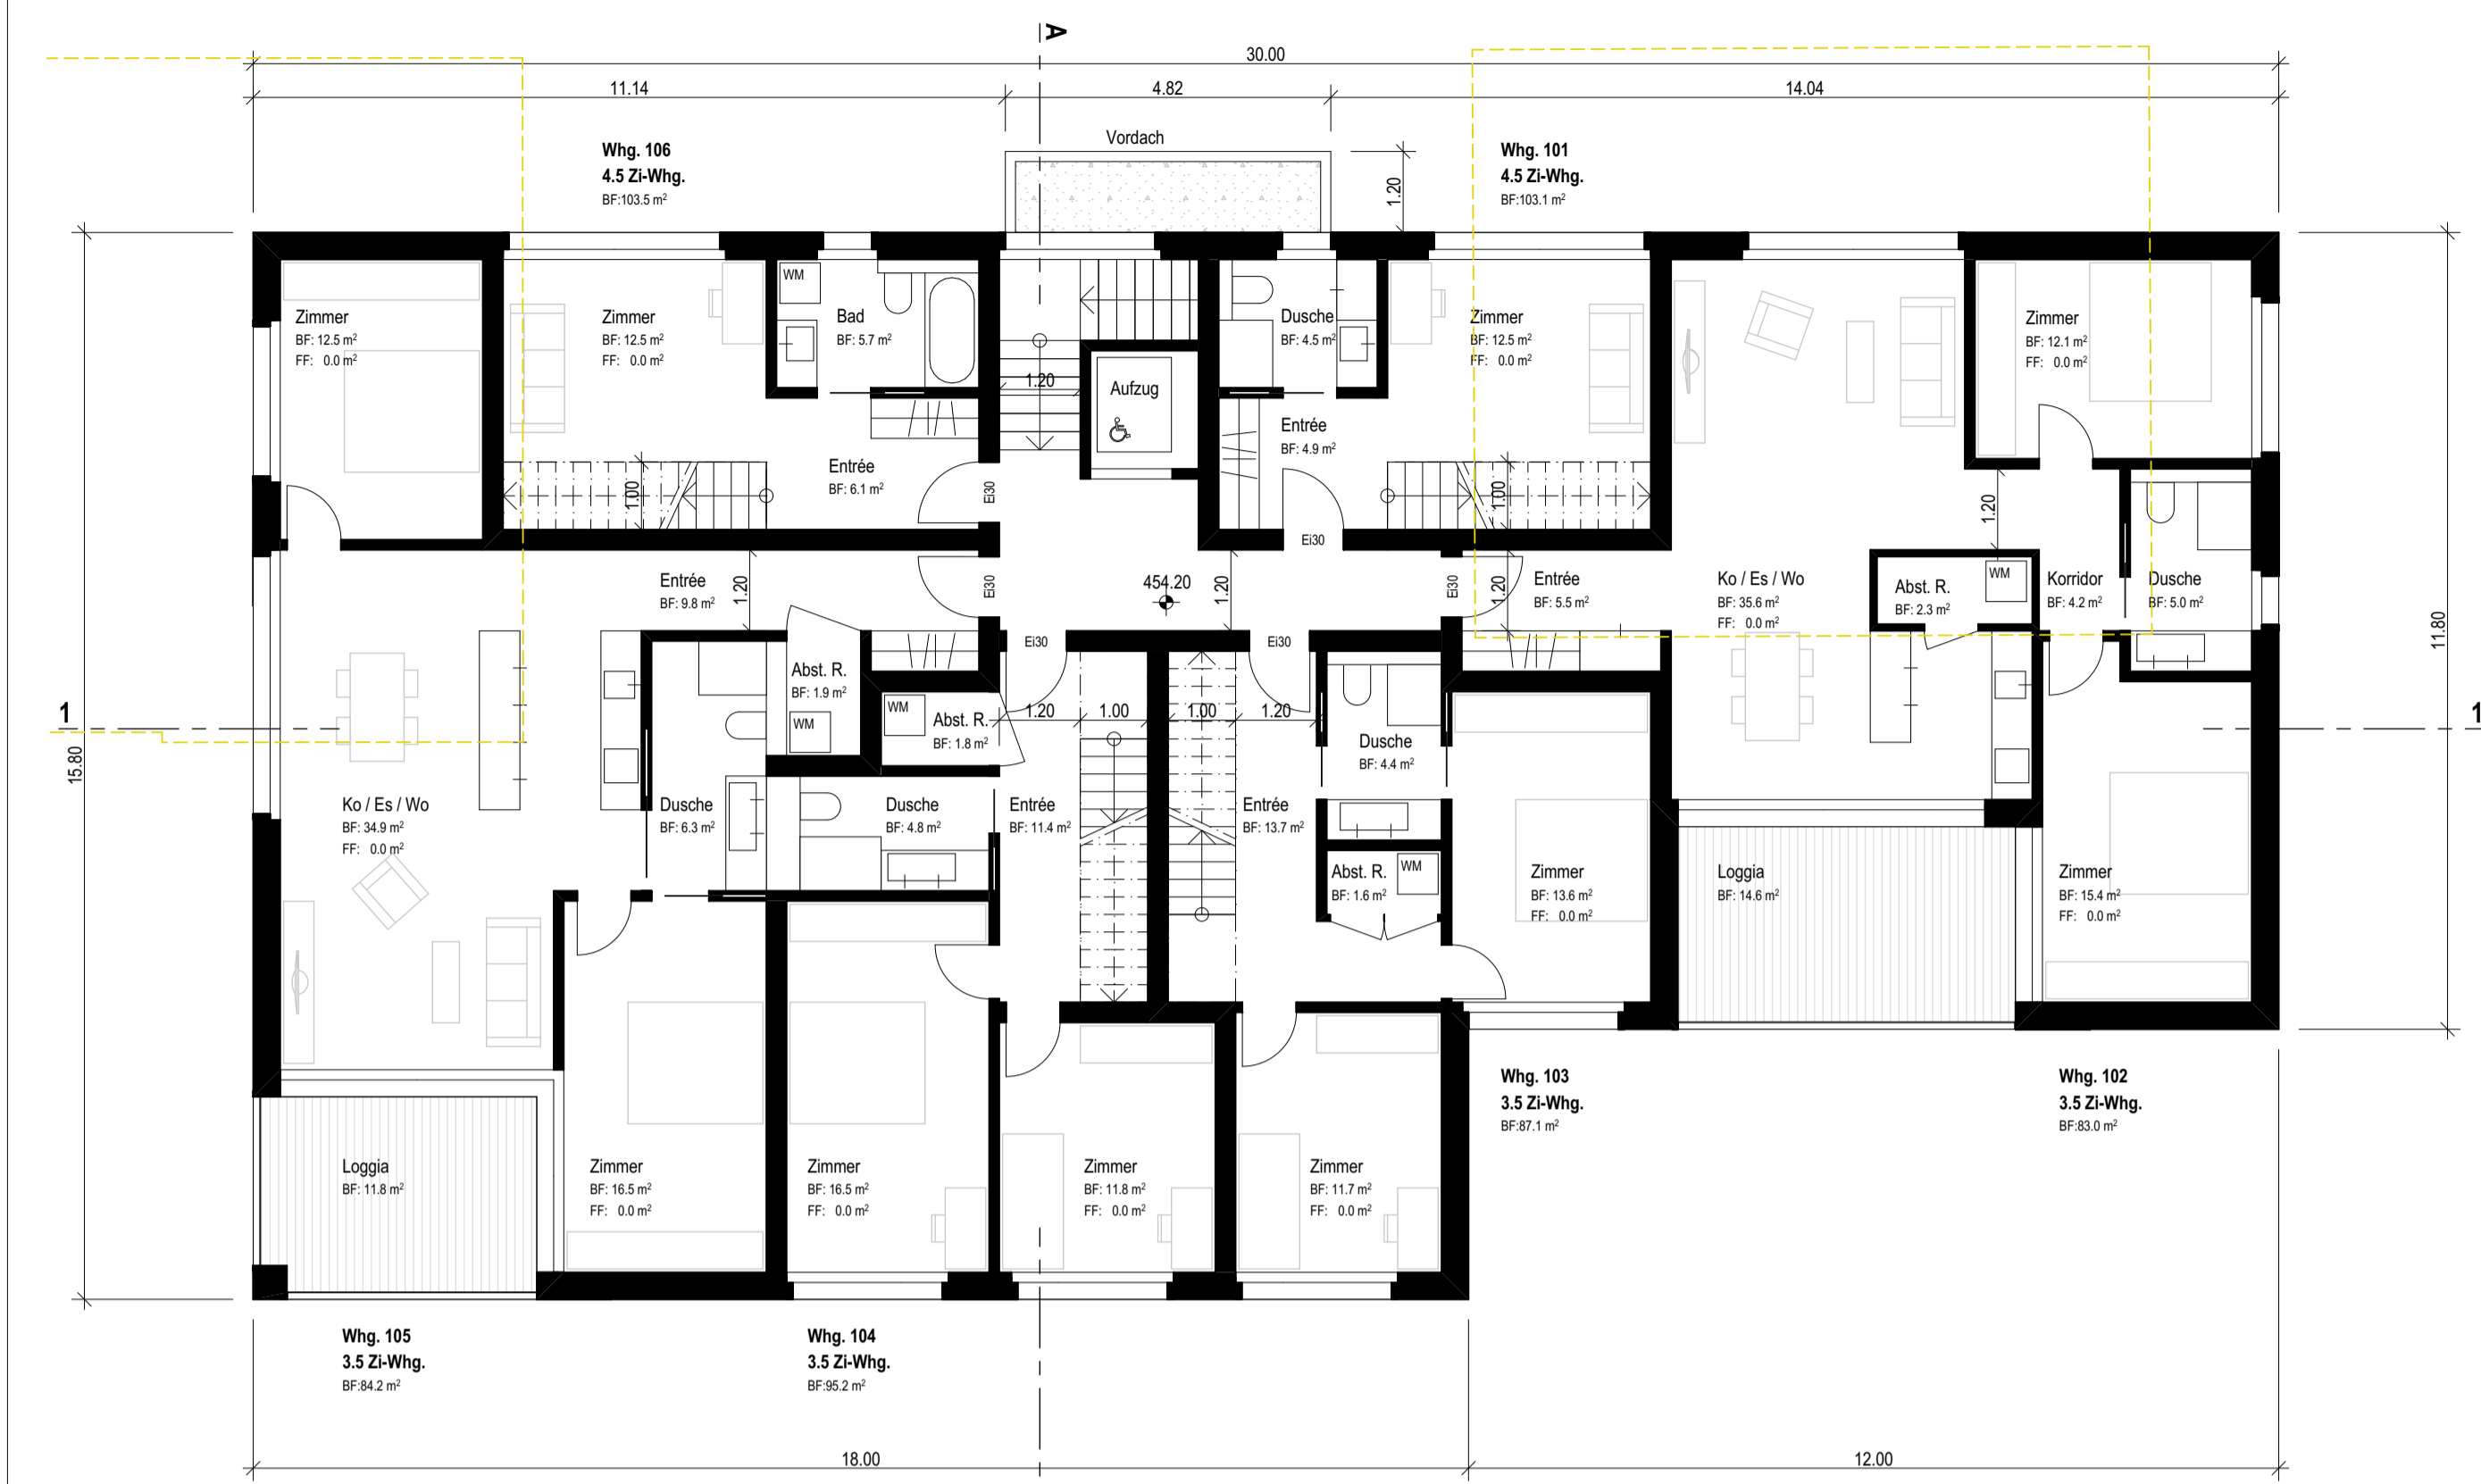 A
30.00
11.14
4.82
14.04
Vordach
1.20
Whg. 106
4.5 Zi-Whg.
BF:103.5 m²
Whg. 101
4.5 Zi-Whg.
BF:103.1 m²
Zimmer
BF: 12.5 m²
FF: 0.0 m²
Zimmer
BF: 12.5 m²
FF: 0.0 m²
WM
Bad
BF: 5.7 m²
1.20
Aufzug
Dusche
BF: 4.5 m²
Zimmer
BF: 12.5 m²
FF: 0.0 m²
Zimmer
BF: 12.1 m²
FF: 0.0 m²
Entrée
BF: 6.1 m²
1.00
Ei30
Entrée
BF: 4.9 m²
1.00
Ei30
1.20
Entrée
BF: 9.8 m²
1.20
Ei30
454.20
1.20
Ei30
1.20
Entrée
BF: 5.5 m²
Ko / Es / Wo
BF: 35.6 m²
FF: 0.0 m²
Abst. R.
BF: 2.3 m²
WM
Korridor
BF: 4.2 m²
Dusche
BF: 5.0 m²
11.80
Ei30
Ei30
Abst. R.
BF: 1.9 m²
WM
WM
Abst. R.
BF: 1.8 m²
1.20
1.00
1.00
1.20
1
1
15.80
Dusche
BF: 4.4 m²
Ko / Es / Wo
BF: 34.9 m²
FF: 0.0 m²
Dusche
BF: 6.3 m²
Dusche
BF: 4.8 m²
Entrée
BF: 11.4 m²
Entrée
BF: 13.7 m²
Abst. R.
BF: 1.6 m²
WM
Zimmer
BF: 13.6 m²
FF: 0.0 m²
Loggia
BF: 14.6 m²
Zimmer
BF: 15.4 m²
FF: 0.0 m²
Whg. 103
3.5 Zi-Whg.
BF:87.1 m²
Whg. 102
3.5 Zi-Whg.
BF:83.0 m²
Loggia
BF: 11.8 m²
Zimmer
BF: 16.5 m²
FF: 0.0 m²
Zimmer
BF: 16.5 m²
FF: 0.0 m²
Zimmer
BF: 11.8 m²
FF: 0.0 m²
Zimmer
BF: 11.7 m²
FF: 0.0 m²
Whg. 105
3.5 Zi-Whg.
BF:84.2 m²
Whg. 104
3.5 Zi-Whg.
BF:95.2 m²
18.00
12.00